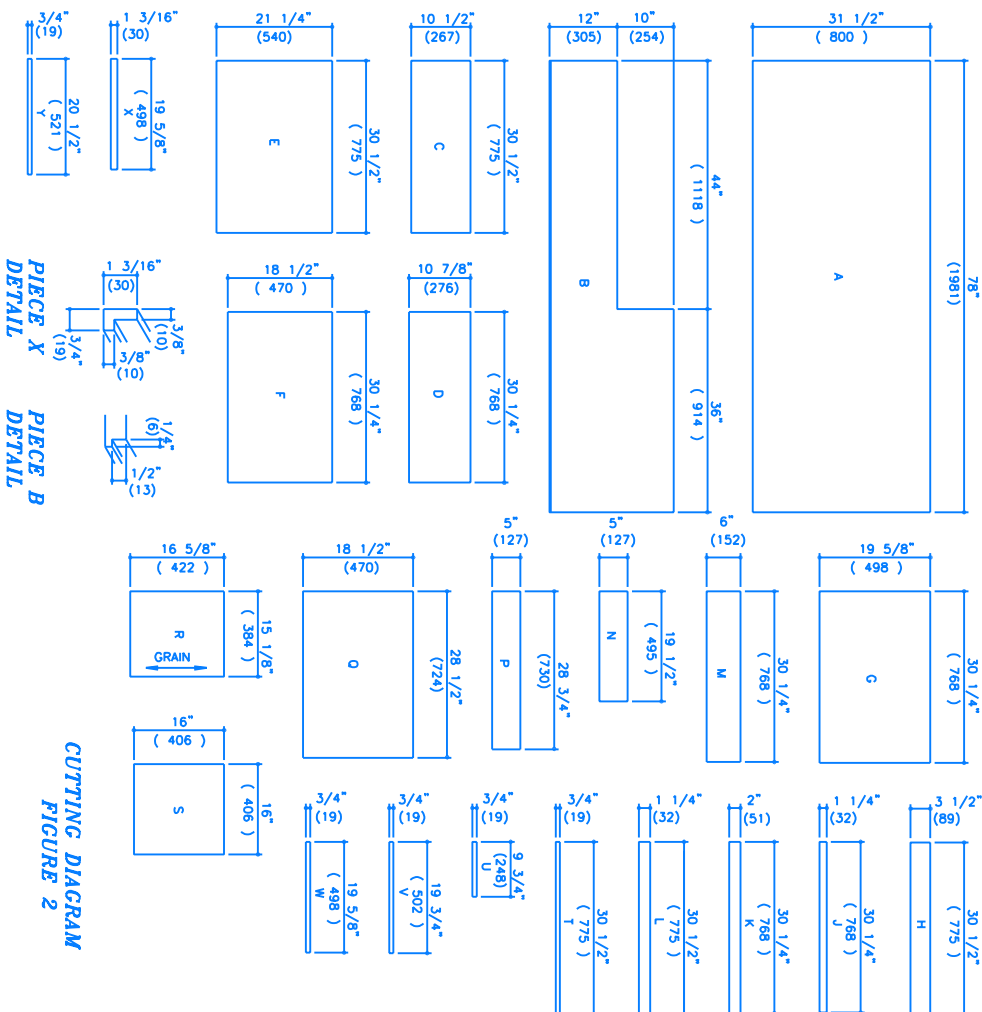 3/4"
(19)
20 1/2"
( 521 )
Y
1 3/16"
(30)
19 5/8"
( 498 )
X
21 1/4"
(540)
30 1/2"
( 775 )
E
10 1/2"
(267)
30 1/2"
( 775 )
C
12"
(305)
10"
(254)
44"
( 1118 )
36"
( 914 )
B
31 1/2"
( 800 )
78"
(1981)
A
1 3/16"
(30)
3/8"
(10)
3/4"
(19)
3/8"
(10)
PIECE X
DETAIL
1/4"
(6)
1/2"
(13)
PIECE B
DETAIL
18 1/2"
( 470 )
30 1/4"
( 768 )
F
10 7/8"
(276)
30 1/4"
( 768 )
D
16 5/8"
( 422 )
15 1/8"
( 384 )
R
GRAIN
18 1/2"
(470)
28 1/2"
(724)
Q
5"
(127)
28 3/4"
(730)
P
5"
(127)
19 1/2"
( 495 )
N
6"
(152)
30 1/4"
( 768 )
M
19 5/8"
( 498 )
30 1/4"
( 768 )
G
16"
( 406 )
16"
( 406 )
S
3/4"
(19)
19 5/8"
( 498 )
W
3/4"
(19)
19 3/4"
( 502 )
V
3/4"
(19)
9 3/4"
(248)
U
3/4"
(19)
30 1/2"
( 775 )
T
1 1/4"
(32)
30 1/2"
( 775 )
L
2"
(51)
30 1/4"
( 768 )
K
1 1/4"
(32)
30 1/4"
( 768 )
J
3 1/2"
(89)
30 1/2"
( 775 )
H
CUTTING DIAGRAM
FIGURE 2